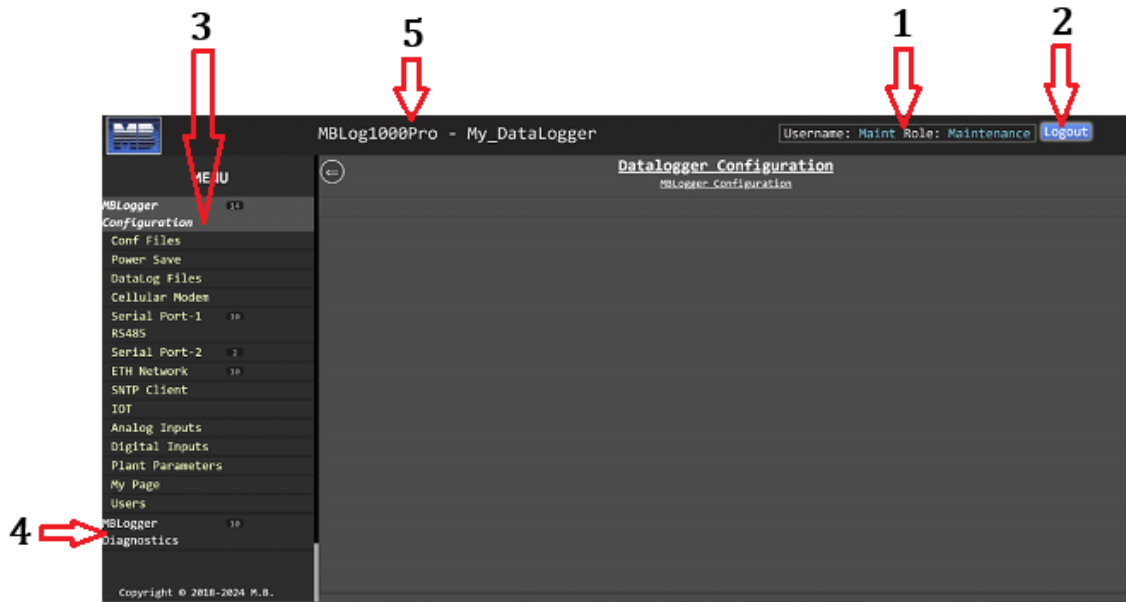 3
5
1
2
MB
MBLog1000Pro - My_DataLogger
Username: Maint Role: Maintenance
Logout
MENU
MBLogger 14
Configuration
Conf Files
Power Save
DataLog Files
Cellular Modem
Serial Port-1 10
RS485
Serial Port-2 2
ETH Network 10
SNTP Client
IOT
Analog Inputs
Digital Inputs
Plant Parameters
My Page
Users
4
MBLogger 10
Diagnostics
Copyright © 2018-2024 M.B.
Datalogger Configuration
MBLogger Configuration